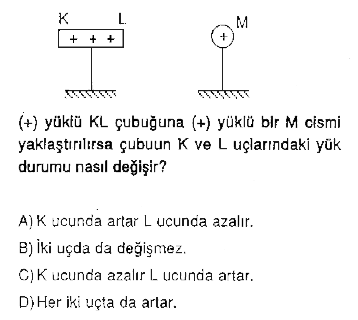 K L M
+ + + +
(+) yüklü KL çubuğuna (+) yüklü bir M cismi
yaklaştırılırsa çubuun K ve L uçlarındaki yük
durumu nasıl değişir?
A) K ucunda artar L ucunda azalır.
B) İki uçda da değişmez.
C) K ucunda azalır L ucunda artar.
D) Her iki uçta da artar.